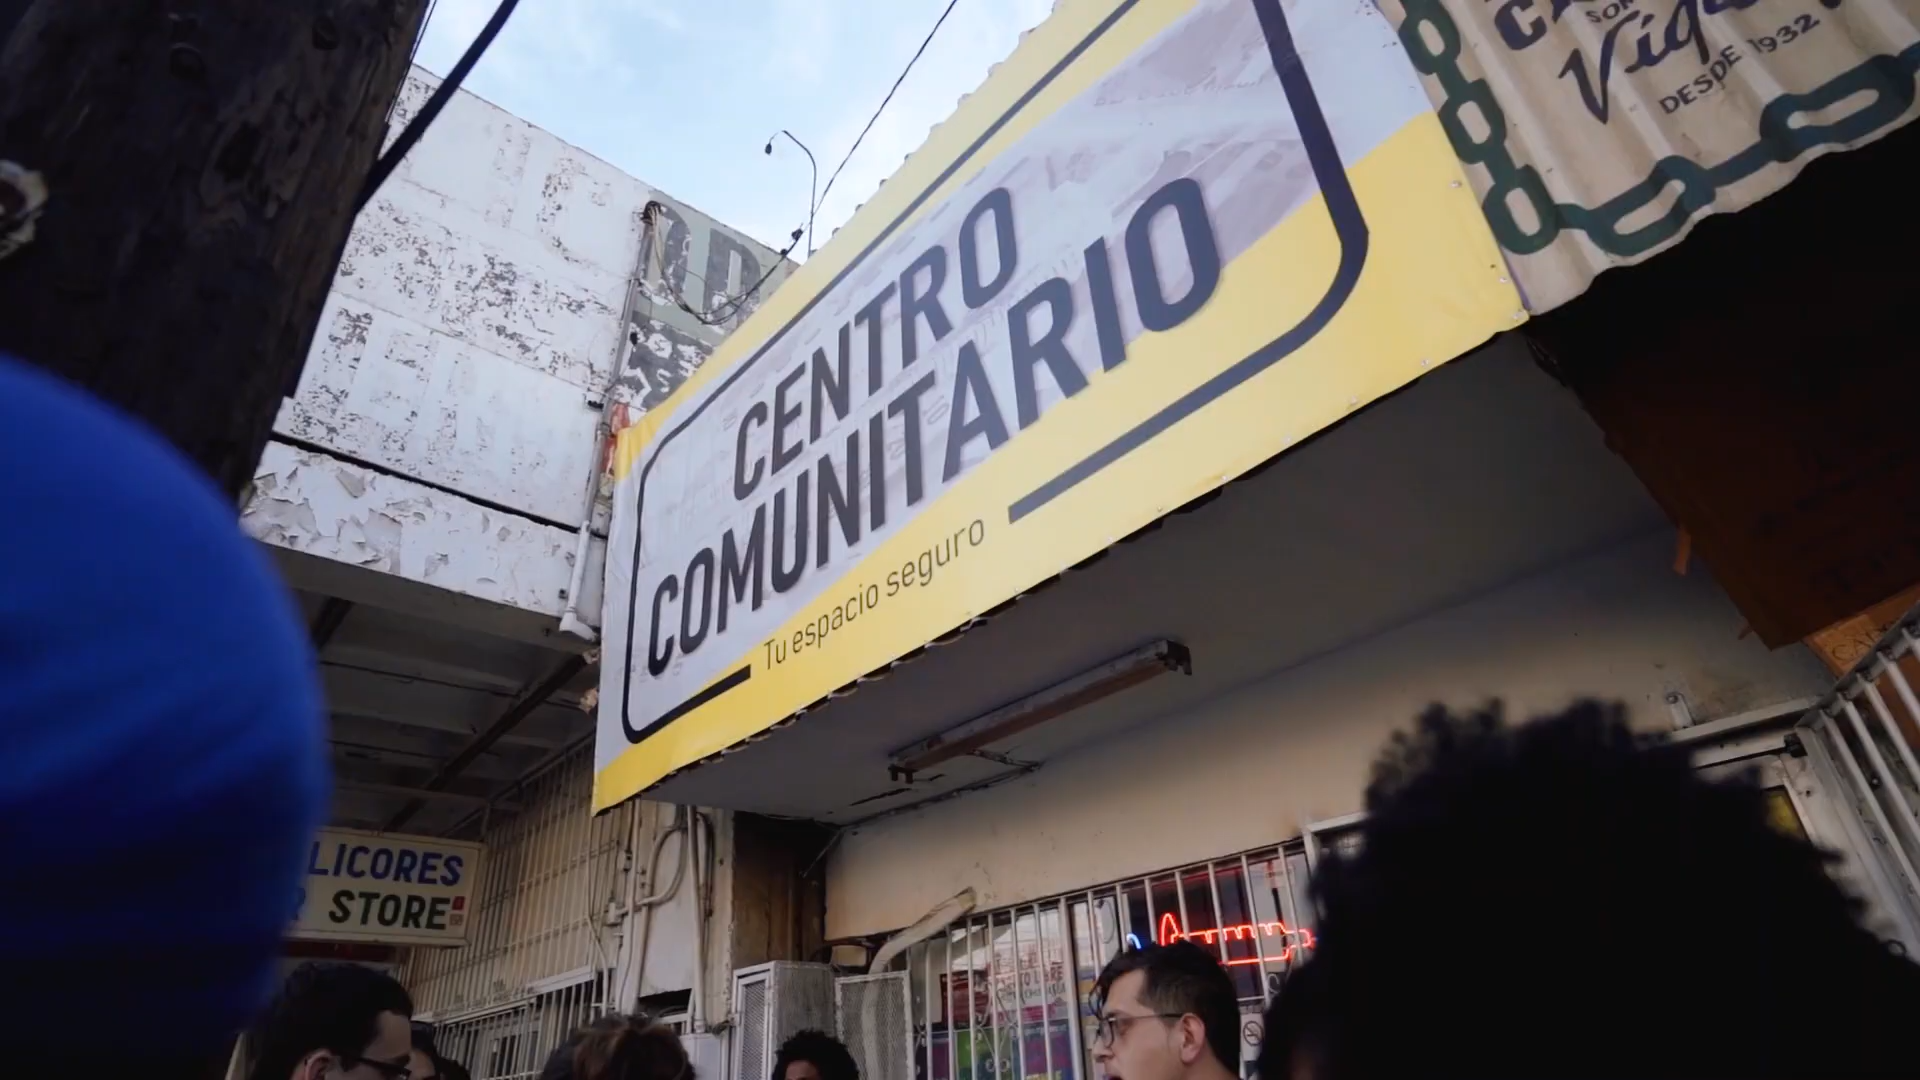 CENTRO
COMUNITARIO
Tu espacio seguro
DESDE 1932
LICORES
STORE